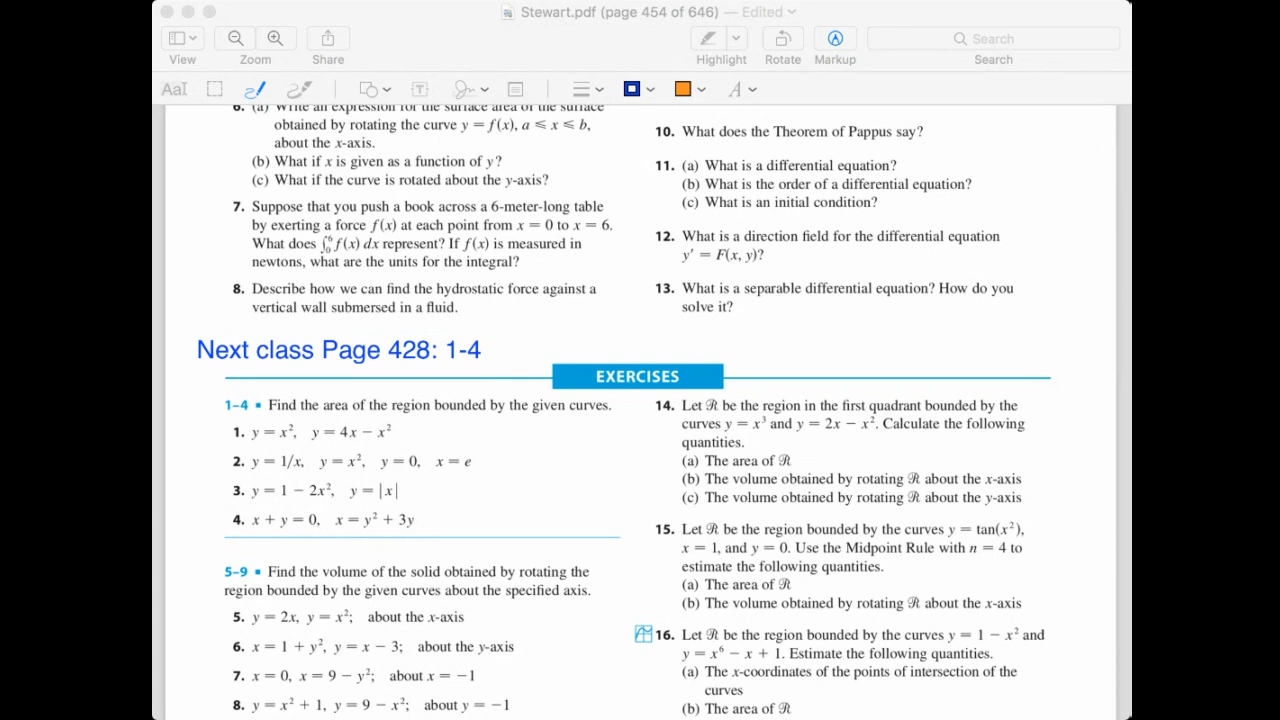 Stewart.pdf (page 454 of 646) — Edited
View
Zoom
Share
Highlight
Rotate
Markup
Search
Search
AaI
T
A
6. (a) Write an expression for the surface area of the surface
obtained by rotating the curve y = f(x), a ⩽ x ⩽ b,
about the x-axis.
(b) What if x is given as a function of y?
(c) What if the curve is rotated about the y-axis?
7. Suppose that you push a book across a 6-meter-long table
by exerting a force f(x) at each point from x = 0 to x = 6.
What does ∫₀⁶ f(x) dx represent? If f(x) is measured in
newtons, what are the units for the integral?
8. Describe how we can find the hydrostatic force against a
vertical wall submersed in a fluid.
10. What does the Theorem of Pappus say?
11. (a) What is a differential equation?
(b) What is the order of a differential equation?
(c) What is an initial condition?
12. What is a direction field for the differential equation
y′ = F(x, y)?
13. What is a separable differential equation? How do you
solve it?
Next class Page 428: 1-4
EXERCISES
1–4 ▪ Find the area of the region bounded by the given curves.
1. y = x², y = 4x − x²
2. y = 1/x, y = x², y = 0, x = e
3. y = 1 − 2x², y = |x|
4. x + y = 0, x = y² + 3y
5–9 ▪ Find the volume of the solid obtained by rotating the
region bounded by the given curves about the specified axis.
5. y = 2x, y = x²; about the x-axis
6. x = 1 + y², y = x − 3; about the y-axis
7. x = 0, x = 9 − y²; about x = −1
8. y = x² + 1, y = 9 − x²; about y = −1
14. Let ℛ be the region in the first quadrant bounded by the
curves y = x³ and y = 2x − x². Calculate the following
quantities.
(a) The area of ℛ
(b) The volume obtained by rotating ℛ about the x-axis
(c) The volume obtained by rotating ℛ about the y-axis
15. Let ℛ be the region bounded by the curves y = tan(x²),
x = 1, and y = 0. Use the Midpoint Rule with n = 4 to
estimate the following quantities.
(a) The area of ℛ
(b) The volume obtained by rotating ℛ about the x-axis
16. Let ℛ be the region bounded by the curves y = 1 − x² and
y = x⁶ − x + 1. Estimate the following quantities.
(a) The x-coordinates of the points of intersection of the
curves
(b) The area of ℛ